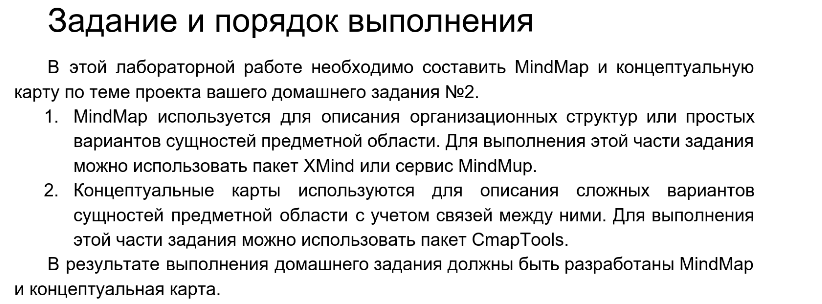 Задание и порядок выполнения
В этой лабораторной работе необходимо составить MindMap и концептуальную
карту по теме проекта вашего домашнего задания №2.
1. MindMap используется для описания организационных структур или простых
вариантов сущностей предметной области. Для выполнения этой части задания
можно использовать пакет XMind или сервис MindMup.
2. Концептуальные карты используются для описания сложных вариантов
сущностей предметной области с учетом связей между ними. Для выполнения
этой части задания можно использовать пакет CmapTools.
В результате выполнения домашнего задания должны быть разработаны MindMap
и концептуальная карта.